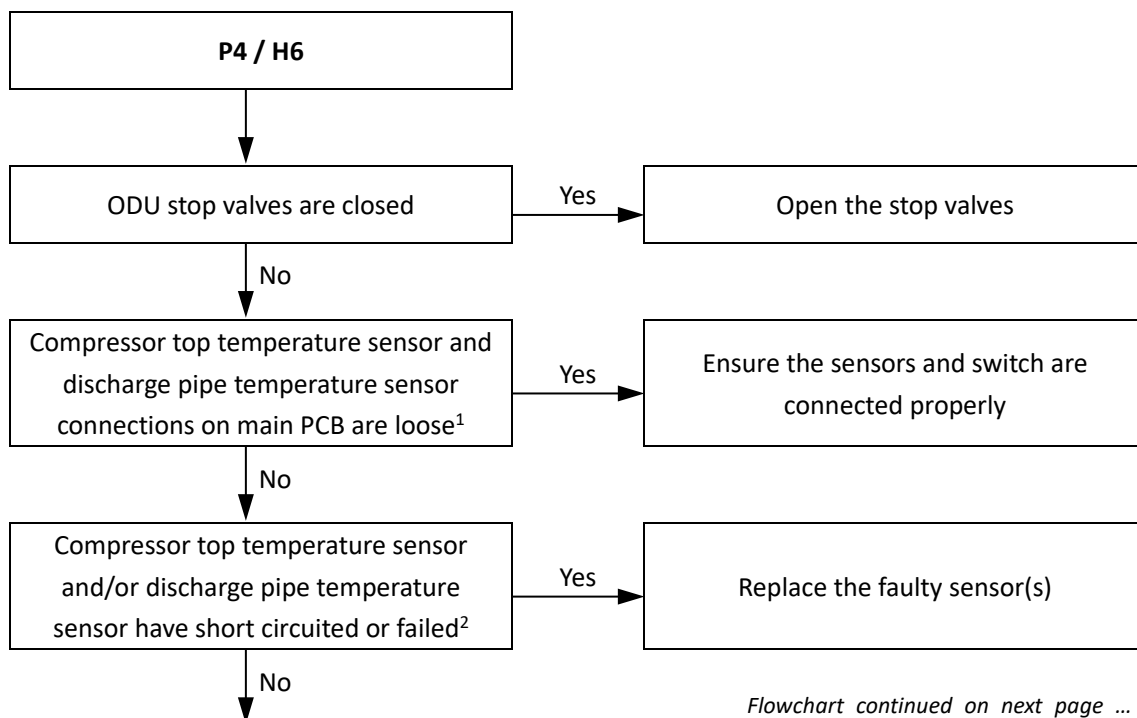 P4 / H6
ODU stop valves are closed
Yes
Open the stop valves
No
Compressor top temperature sensor and
discharge pipe temperature sensor
connections on main PCB are loose¹
Yes
Ensure the sensors and switch are
connected properly
No
Compressor top temperature sensor
and/or discharge pipe temperature
sensor have short circuited or failed²
Yes
Replace the faulty sensor(s)
No
Flowchart continued on next page …